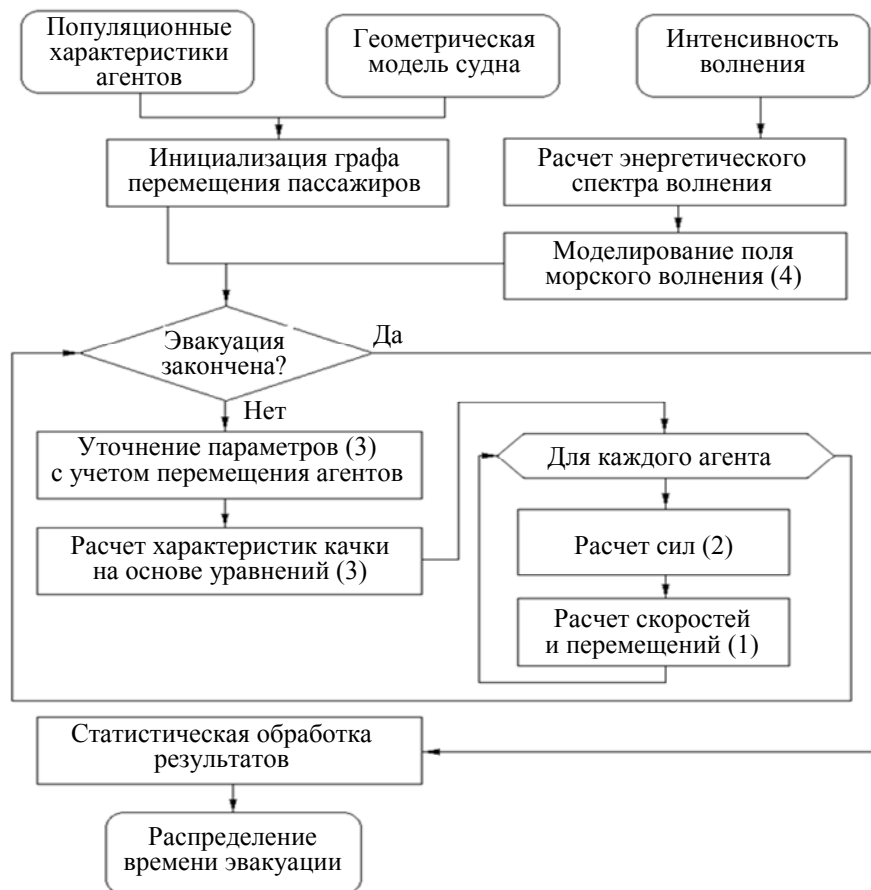 Популяционные
характеристики
агентов
Геометрическая
модель судна
Интенсивность
волнения
Инициализация графа
перемещения пассажиров
Расчет энергетического
спектра волнения
Моделирование поля
морского волнения (4)
Эвакуация
закончена?
Да
Нет
Уточнение параметров (3)
с учетом перемещения агентов
Для каждого агента
Расчет характеристик качки
на основе уравнений (3)
Расчет сил (2)
Расчет скоростей
и перемещений (1)
Статистическая обработка
результатов
Распределение
времени эвакуации